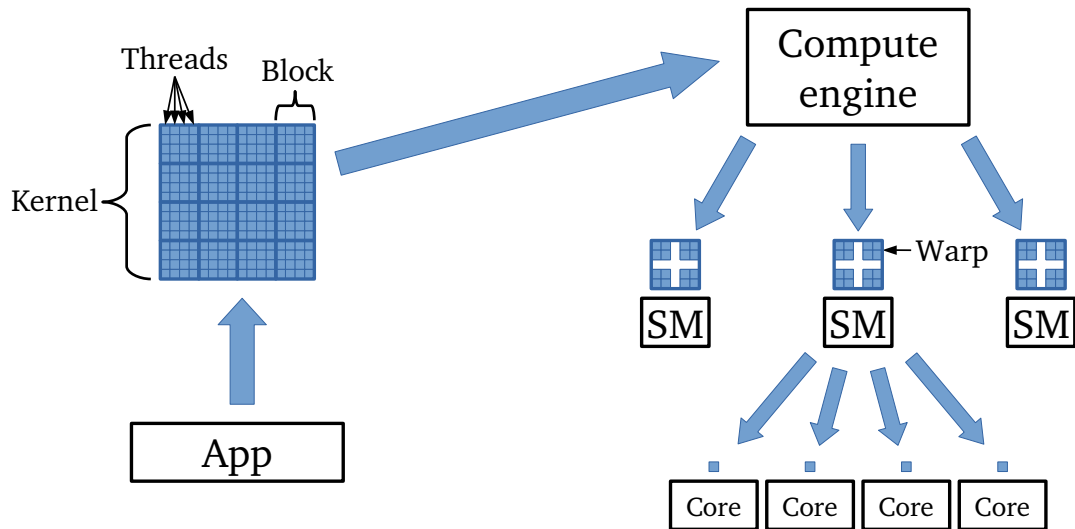 Threads
Block
Kernel
App
Compute
engine
Warp
SM
SM
SM
Core
Core
Core
Core